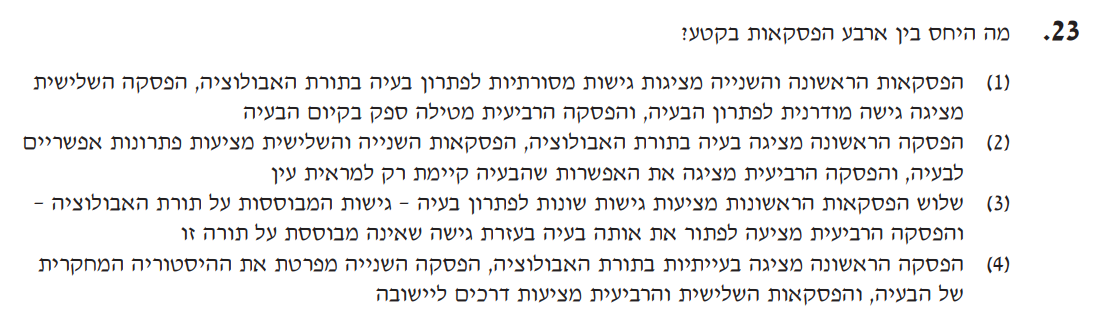 23. מה היחס בין ארבע הפסקאות בקטע?
(1) הפסקאות הראשונה והשנייה מציגות גישות מסורתיות לפתרון בעיה בתורת האבולוציה, הפסקה השלישית
מציגה גישה מודרנית לפתרון הבעיה, והפסקה הרביעית מטילה ספק בקיום הבעיה
(2) הפסקה הראשונה מציגה בעיה בתורת האבולוציה, הפסקאות השנייה והשלישית מציעות פתרונות אפשריים
לבעיה, והפסקה הרביעית מציגה את האפשרות שהבעיה קיימת רק למראית עין
(3) שלוש הפסקאות הראשונות מציעות גישות שונות לפתרון בעיה – גישות המבוססות על תורת האבולוציה –
והפסקה הרביעית מציעה לפתור את אותה בעיה בעזרת גישה שאינה מבוססת על תורה זו
(4) הפסקה הראשונה מציגה בעייתיות בתורת האבולוציה, הפסקה השנייה מפרטת את ההיסטוריה המחקרית
של הבעיה, והפסקאות השלישית והרביעית מציעות דרכים ליישובה